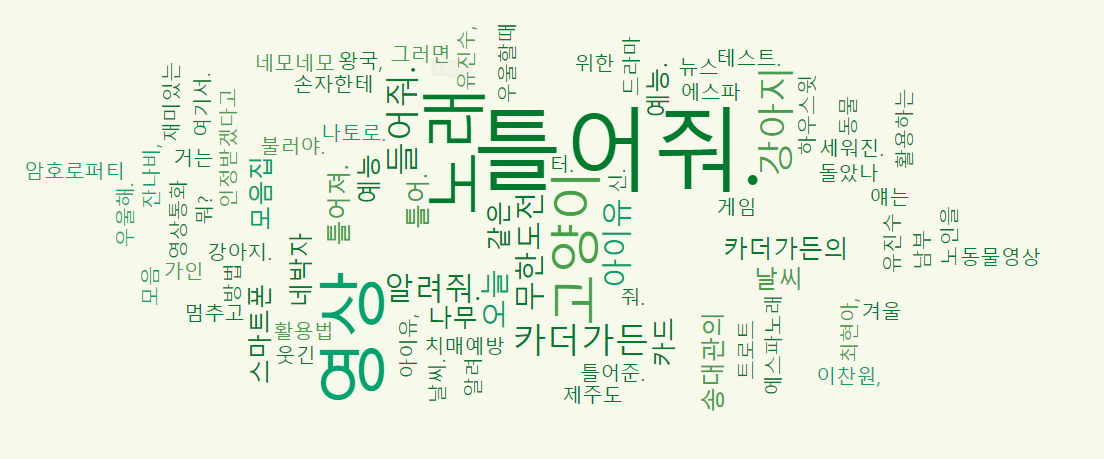 유진수,
우울할때
드라마
그러면
네모네모
왕국,
손자한테
틀어줘.
노래
위한
예능.
뉴스
테스트.
에스파
강아지
하우스윗
동물
활용하는
재미있는
여기서.
인정받겠다고
나토로.
불러야.
틀어줘.
세워진.
돌았나
거는
암호로퍼티
우울해.
잔나비,
영상통화
뭐?
모음집
틀어져.
예능
틀어.
터.
신.
게임
얘는
같은
무한도전
고양이
아이유
카더가든의
유진수
남부
노인을
동물영상
강아지.
네박자
모음
가인
방법
날씨
영상
알려줘.
오늘
줘.
멈추고
스마트폰
활용법
웃긴
나무
아이유,
치매예방
카더가든
카드
송대관의
트로트
에스파노래
최현아,
겨울
날씨.
알려
틀어준.
제주도
이찬원,